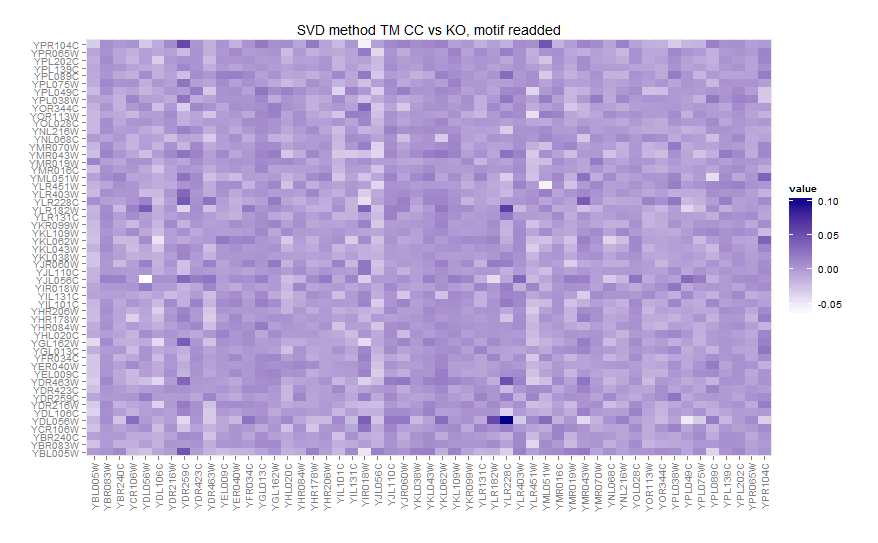 SVD method TM CC vs KO, motif readded
YPR104C
YPR065W
YPL202C
YPL139C
YPL089C
YPL075W
YPL049C
YPL038W
YOR344C
YOR113W
YOL028C
YNL216W
YNL068C
YMR070W
YMR043W
YMR019W
YMR016C
YML051W
YLR451W
YLR403W
YLR228C
YLR182W
YLR131C
YKR099W
YKL109W
YKL062W
YKL043W
YKL038W
YJR060W
YJL110C
YJL056C
YIR018W
YIL131C
YIL101C
YHR206W
YHR178W
YHR084W
YHL020C
YGL162W
YGL013C
YFR034C
YER040W
YEL009C
YDR463W
YDR423C
YDR259C
YDR216W
YDL106C
YDL056W
YCR106W
YBR240C
YBR083W
YBL005W
YBL005W
YBR083W
YBR240C
YCR106W
YDL056W
YDL106C
YDR216W
YDR259C
YDR423C
YDR463W
YEL009C
YER040W
YFR034C
YGL013C
YGL162W
YHL020C
YHR084W
YHR178W
YHR206W
YIL101C
YIL131C
YIR018W
YJL056C
YJL110C
YJR060W
YKL038W
YKL043W
YKL062W
YKL109W
YKR099W
YLR131C
YLR182W
YLR228C
YLR403W
YLR451W
YML051W
YMR016C
YMR019W
YMR043W
YMR070W
YNL068C
YNL216W
YOL028C
YOR113W
YOR344C
YPL038W
YPL049C
YPL075W
YPL089C
YPL139C
YPL202C
YPR065W
YPR104C
value
0.10
0.05
0.00
-0.05